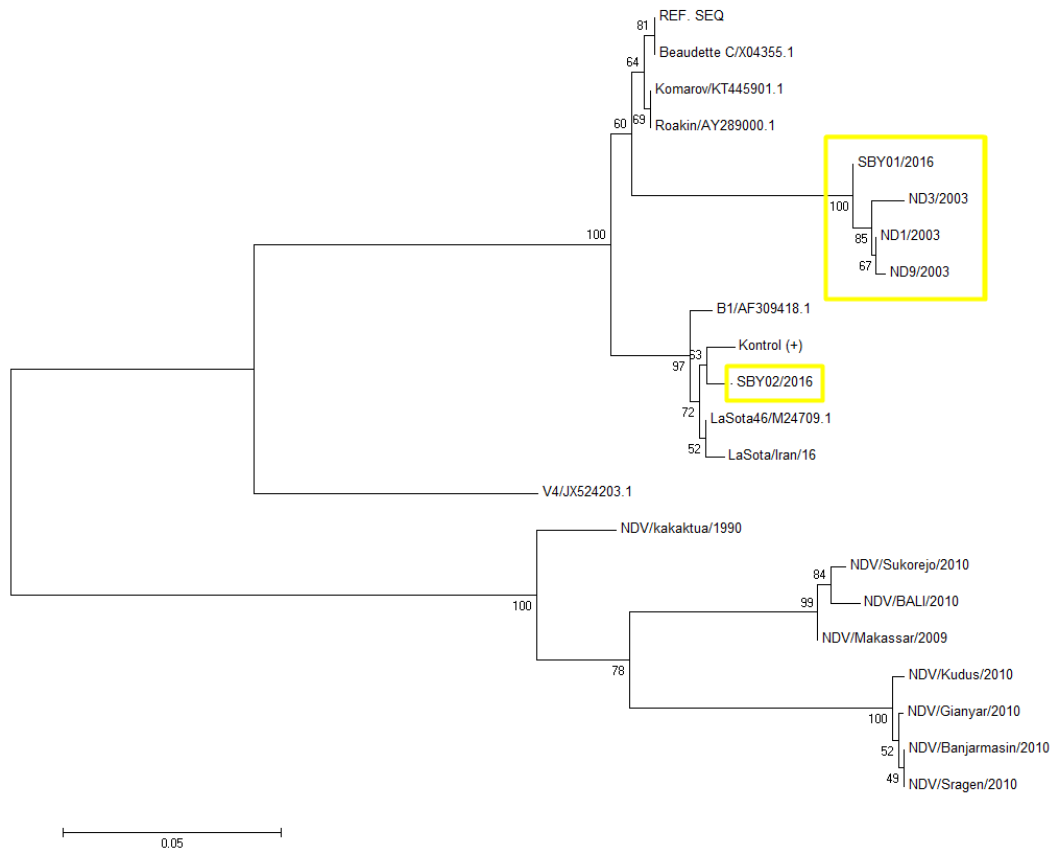 REF. SEQ
81
Beaudette C/X04355.1
64
Komarov/KT445901.1
69
Roakin/AY289000.1
60
SBY01/2016
100
ND3/2003
85
ND1/2003
67
ND9/2003
100
B1/AF309418.1
Kontrol (+)
63
97
SBY02/2016
72
LaSota46/M24709.1
52
LaSota/Iran/16
V4/JX524203.1
NDV/kakaktua/1990
100
NDV/Sukorejo/2010
84
99
NDV/BALI/2010
NDV/Makassar/2009
78
NDV/Kudus/2010
100
NDV/Gianyar/2010
52
NDV/Banjarmasin/2010
49
NDV/Sragen/2010
0.05